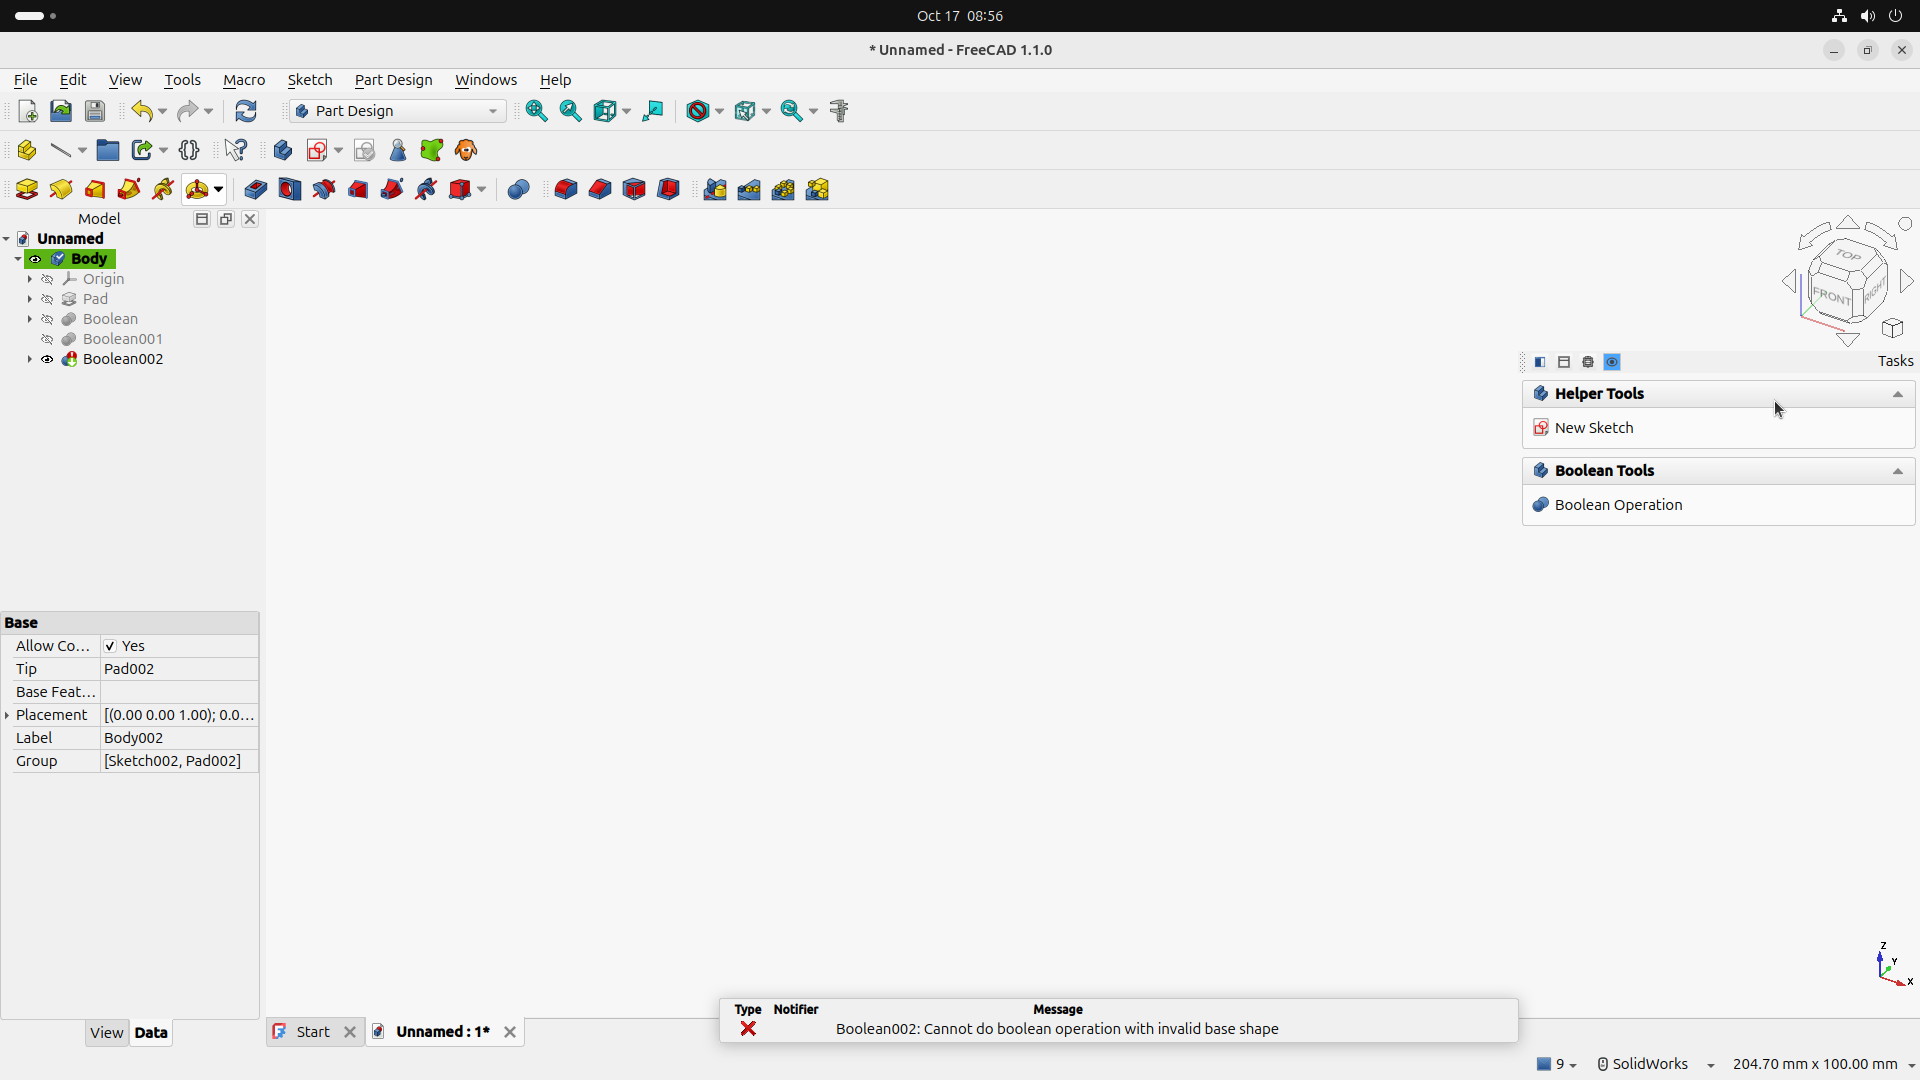 Oct 17 08:56
* Unnamed - FreeCAD 1.1.0
File Edit View Tools Macro Sketch Part Design Windows Help
Part Design
Model
Unnamed
Body
Origin
Pad
Boolean
Boolean001
Boolean002
TOP
FRONT
RIGHT
Tasks
Helper Tools
New Sketch
Boolean Tools
Boolean Operation
Base
Allow Co... Yes
Tip Pad002
Base Feat...
Placement [(0.00 0.00 1.00); 0.0...
Label Body002
Group [Sketch002, Pad002]
Z
Y
X
View Data
Start
Unnamed : 1*
Type Notifier Message
Boolean002: Cannot do boolean operation with invalid base shape
9 SolidWorks 204.70 mm x 100.00 mm